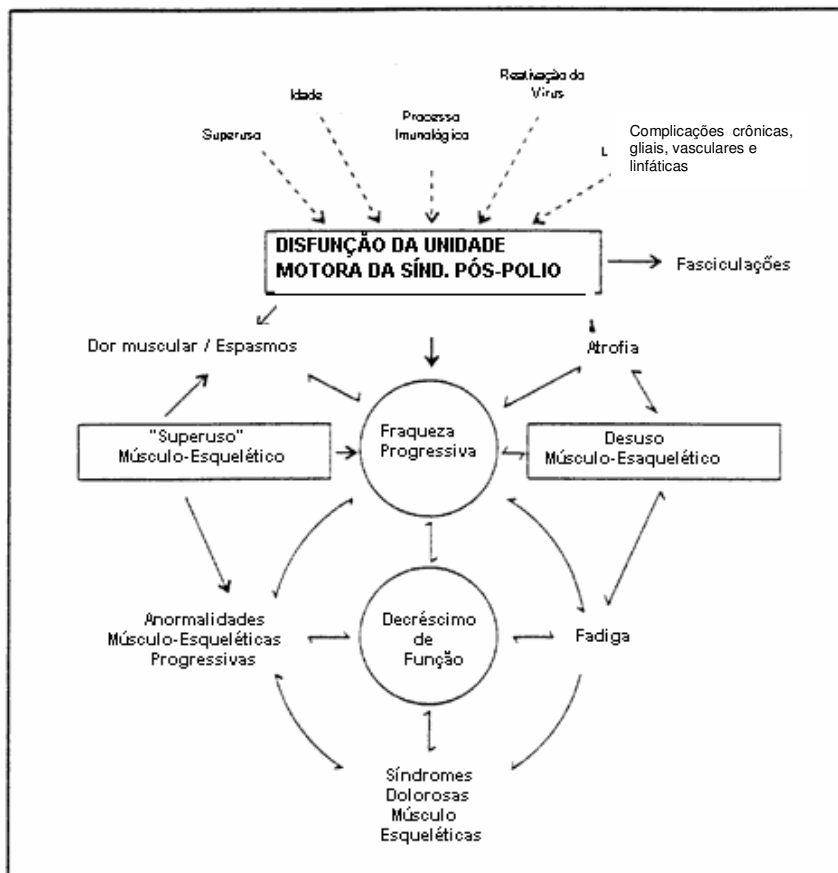 Reativação do
Vírus
Idade
Processo
Imunológico
Superuso
Complicações crônicas,
gliais, vasculares e
linfáticas
L
DISFUNÇÃO DA UNIDADE
MOTORA DA SÍND. PÓS-POLIO
Fasciculações
Dor muscular / Espasmos
Atrofia
"Superuso"
Músculo-Esquelético
Fraqueza
Progressiva
Desuso
Músculo-Esaquelético
Anormalidades
Músculo-Esqueléticas
Progressivas
Decréscimo
de
Função
Fadiga
Síndromes
Dolorosas
Músculo
Esqueléticas